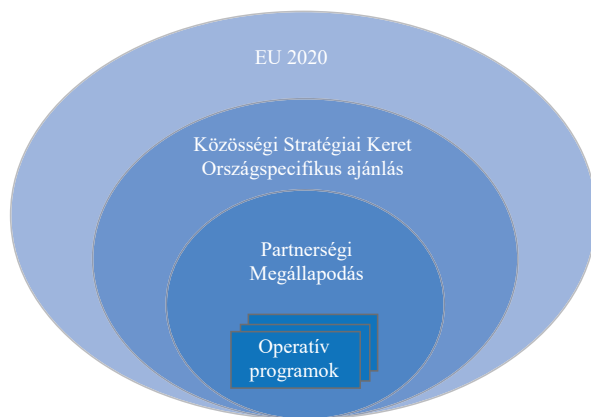 EU 2020
Közösségi Stratégiai Keret
Országspecifikus ajánlás
Partnerségi
Megállapodás
Operatív
programok